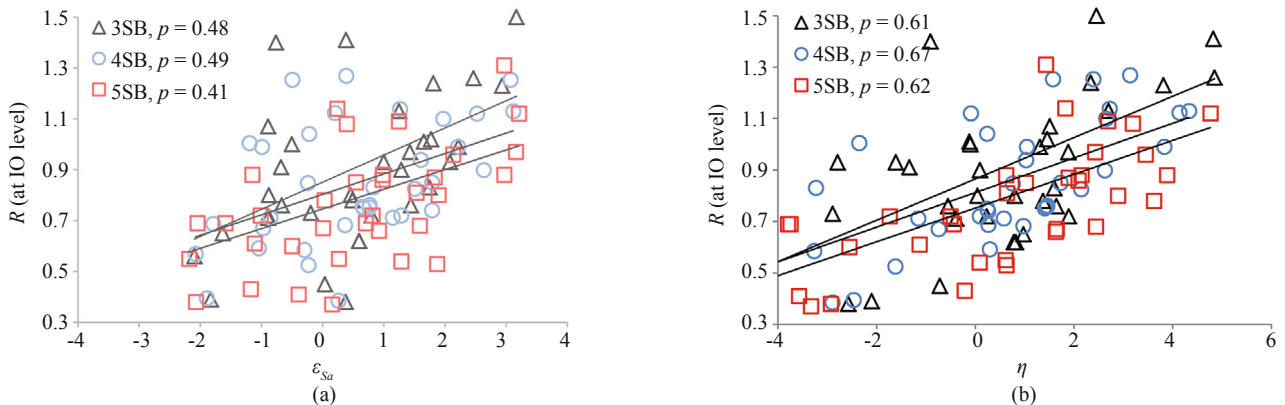 1.5
1.3
1.1
0.9
0.7
0.5
0.3
R (at IO level)
3SB, p = 0.48
4SB, p = 0.49
5SB, p = 0.41
-3 -2 -1 0 1 2 3 4
ε_Sa
(a)
1.5
1.3
1.1
0.9
0.7
0.5
0.3
R (at IO level)
3SB, p = 0.61
4SB, p = 0.67
5SB, p = 0.62
-4 -2 0 2 4 6
η
(b)